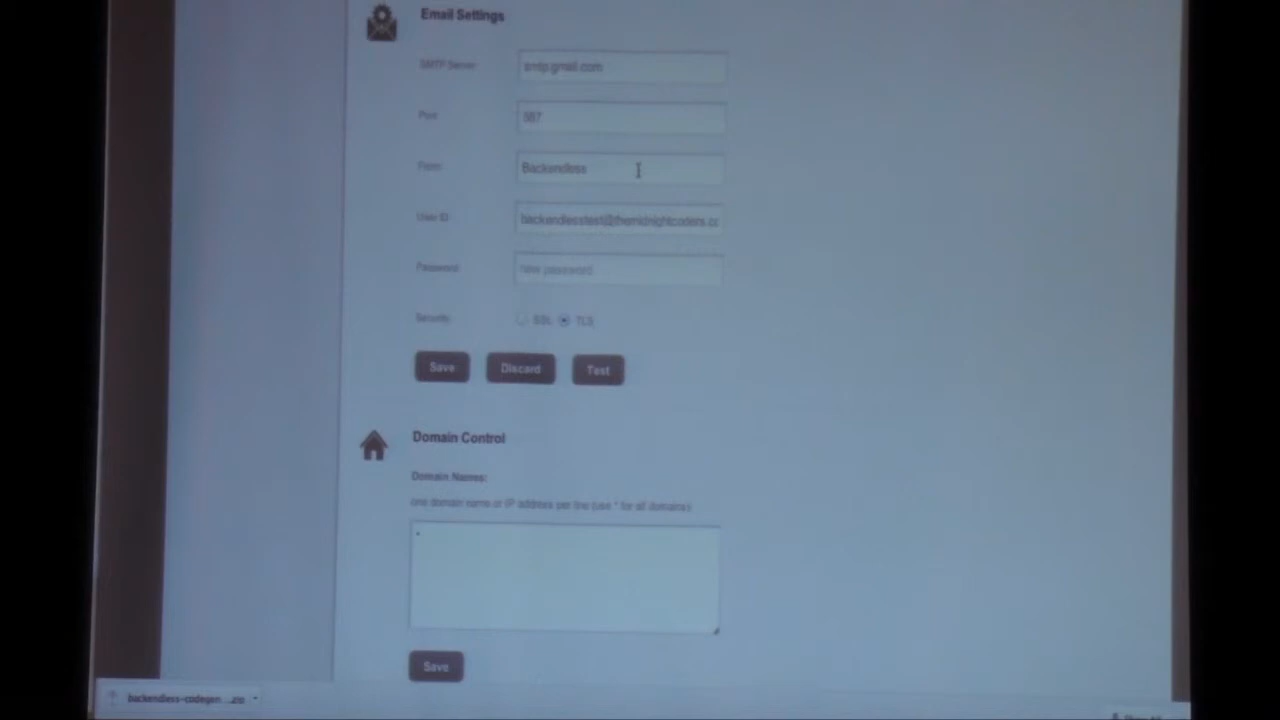 Email Settings
SMTP Server
smtp.gmail.com
Port
587
From
Backendless
User ID
backendlesstest@themidnightcoders.co
Password
new password
Security
SSL TLS
Save Discard Test
Domain Control
Domain Names:
one domain name or IP address per line (use * for all domains)
*
Save
backendless-codegen....zip